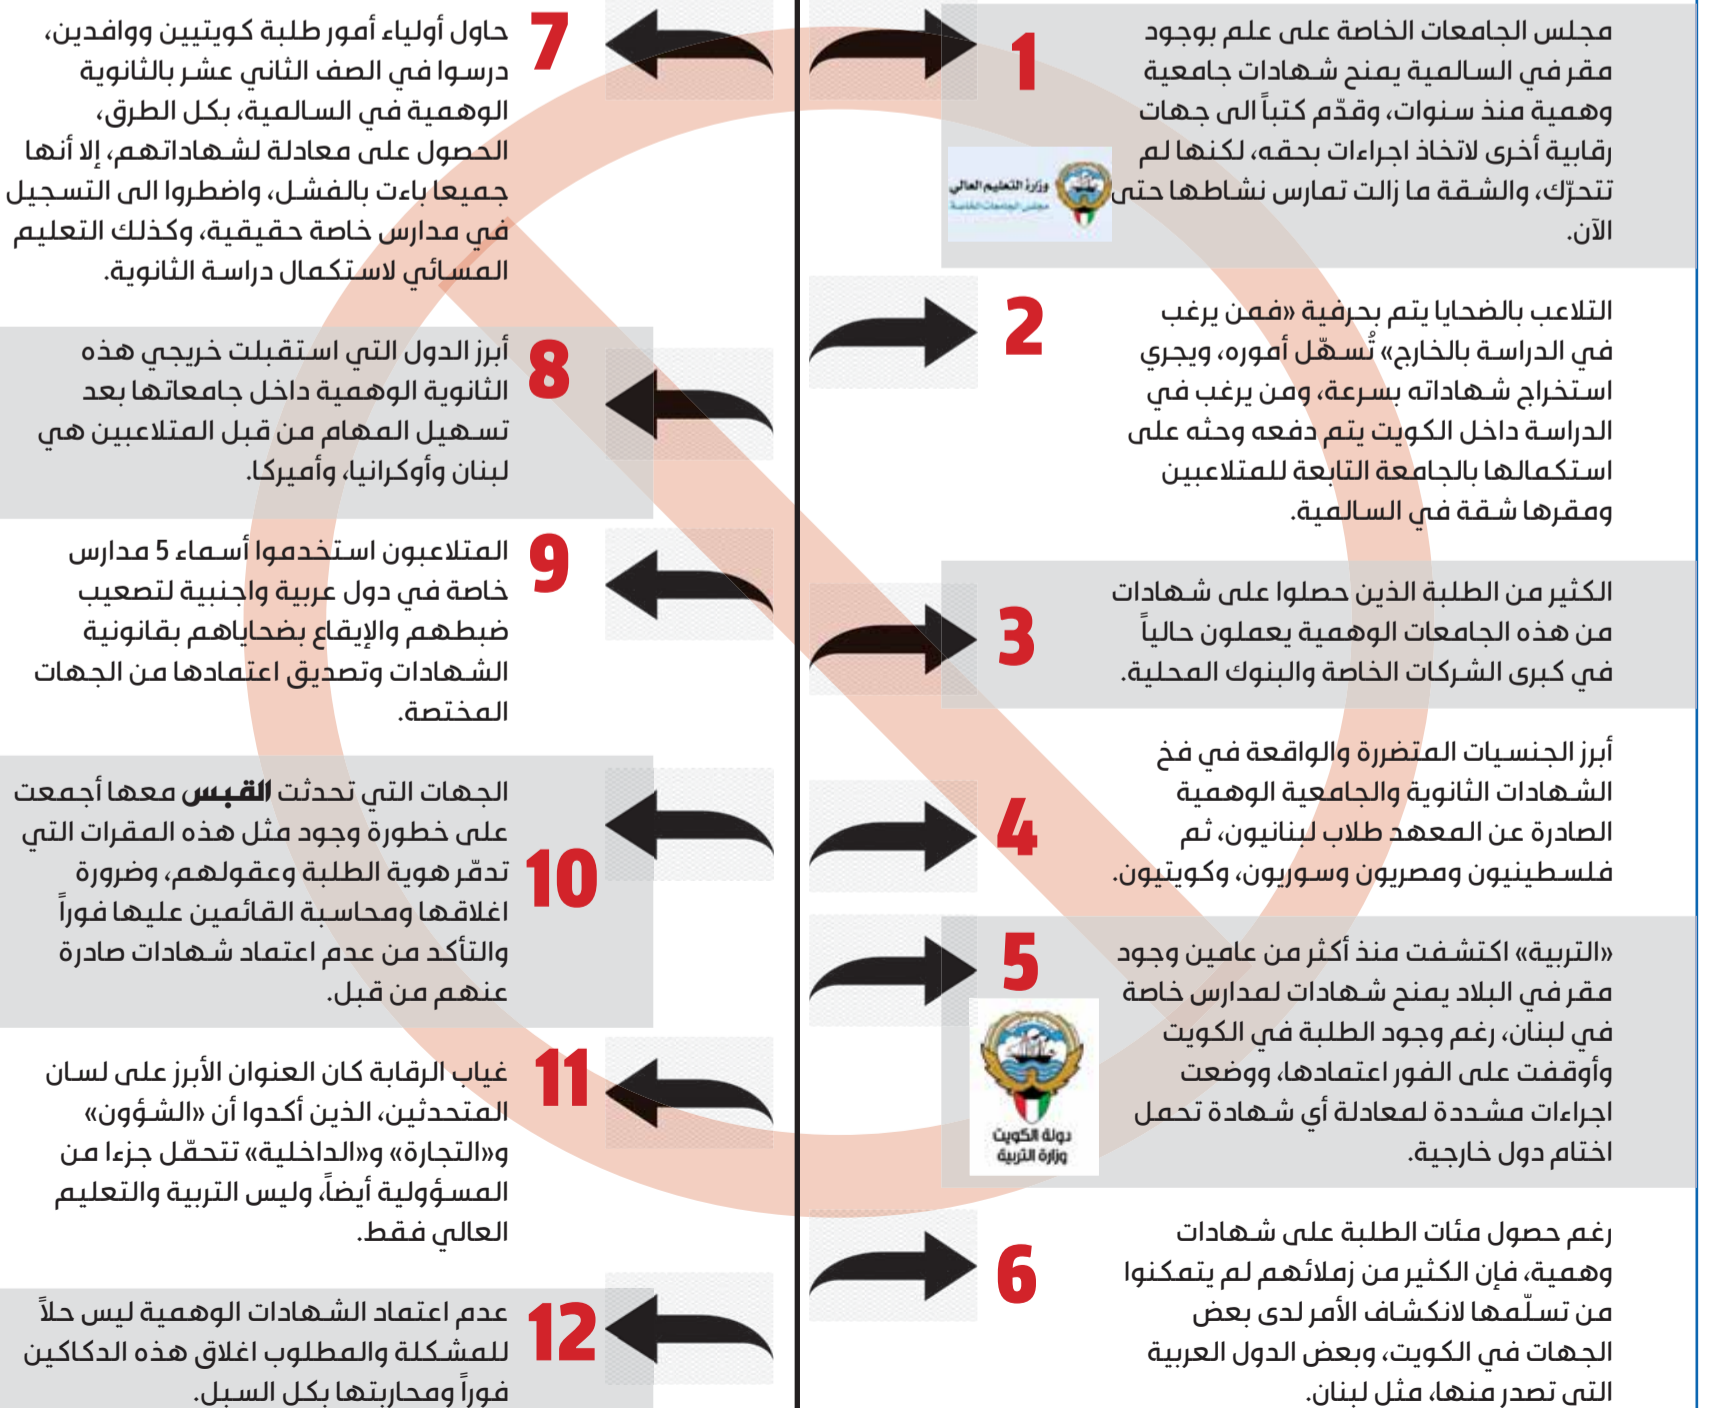 1
مجلس الجامعات الخاصة على علم بوجود
مقر في السالمية يمنح شهادات جامعية
وهمية منذ سنوات، وقدّم كتباً الى جهات
رقابية أخرى لاتخاذ اجراءات بحقه، لكنها لم
تتحرّك، والشقة ما زالت تمارس نشاطها حتى
الآن.
وزارة التعليم العالي
مجلس الجامعات الخاصة
2
التلاعب بالضحايا يتم بحرفية «فمن يرغب
في الدراسة بالخارج» تُسهّل أموره، ويجري
استخراج شهاداته بسرعة، ومن يرغب في
الدراسة داخل الكويت يتم دفعه وحثه على
استكمالها بالجامعة التابعة للمتلاعبين
ومقرها شقة في السالمية.
3
الكثير من الطلبة الذين حصلوا على شهادات
من هذه الجامعات الوهمية يعملون حالياً
في كبرى الشركات الخاصة والبنوك المحلية.
4
أبرز الجنسيات المتضررة والواقعة في فخ
الشهادات الثانوية والجامعية الوهمية
الصادرة عن المعهد طلاب لبنانيون، ثم
فلسطينيون ومصريون وسوريون، وكويتيون.
5
«التربية» اكتشفت منذ أكثر من عامين وجود
مقر في البلاد يمنح شهادات لمدارس خاصة
في لبنان، رغم وجود الطلبة في الكويت
وأوقفت على الفور اعتمادها، ووضعت
اجراءات مشددة لمعادلة أي شهادة تحمل
اختام دول خارجية.
دولة الكويت
وزارة التربية
6
رغم حصول مئات الطلبة على شهادات
وهمية، فإن الكثير من زملائهم لم يتمكنوا
من تسلّمها لانكشاف الأمر لدى بعض
الجهات في الكويت، وبعض الدول العربية
التي تصدر منها، مثل لبنان.
7
حاول أولياء أمور طلبة كويتيين ووافدين،
درسوا في الصف الثاني عشر بالثانوية
الوهمية في السالمية، بكل الطرق،
الحصول على معادلة لشهاداتهم، إلا أنها
جميعا باءت بالفشل، واضطروا الى التسجيل
في مدارس خاصة حقيقية، وكذلك التعليم
المسائي لاستكمال دراسة الثانوية.
8
أبرز الدول التي استقبلت خريجي هذه
الثانوية الوهمية داخل جامعاتها بعد
تسهيل المهام من قبل المتلاعبين هي
لبنان وأوكرانيا، وأميركا.
9
المتلاعبون استخدموا أسماء 5 مدارس
خاصة في دول عربية واجنبية لتصعيب
ضبطهم والإيقاع بضحاياهم بقانونية
الشهادات وتصديق اعتمادها من الجهات
المختصة.
10
الجهات التي تحدثت القبس معها أجمعت
على خطورة وجود مثل هذه المقرات التي
تدمّر هوية الطلبة وعقولهم، وضرورة
اغلاقها ومحاسبة القائمين عليها فوراً
والتأكد من عدم اعتماد شهادات صادرة
عنهم من قبل.
11
غياب الرقابة كان العنوان الأبرز على لسان
المتحدثين، الذين أكدوا أن «الشؤون»
و«التجارة» و«الداخلية» تتحمّل جزءا من
المسؤولية أيضاً، وليس التربية والتعليم
العالي فقط.
12
عدم اعتماد الشهادات الوهمية ليس حلاً
للمشكلة والمطلوب اغلاق هذه الدكاكين
فوراً ومحاربتها بكل السبل.